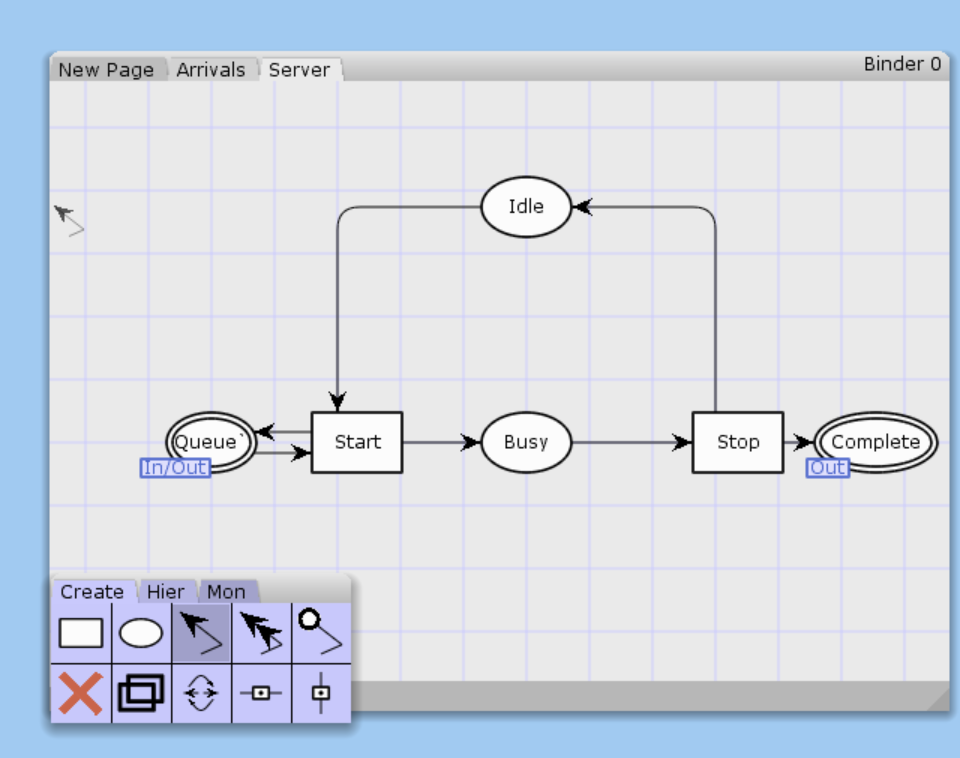 New Page Arrivals Server Binder 0
Idle
Queue` Start Busy Stop Complete
In/Out Out
Create Hier Mon